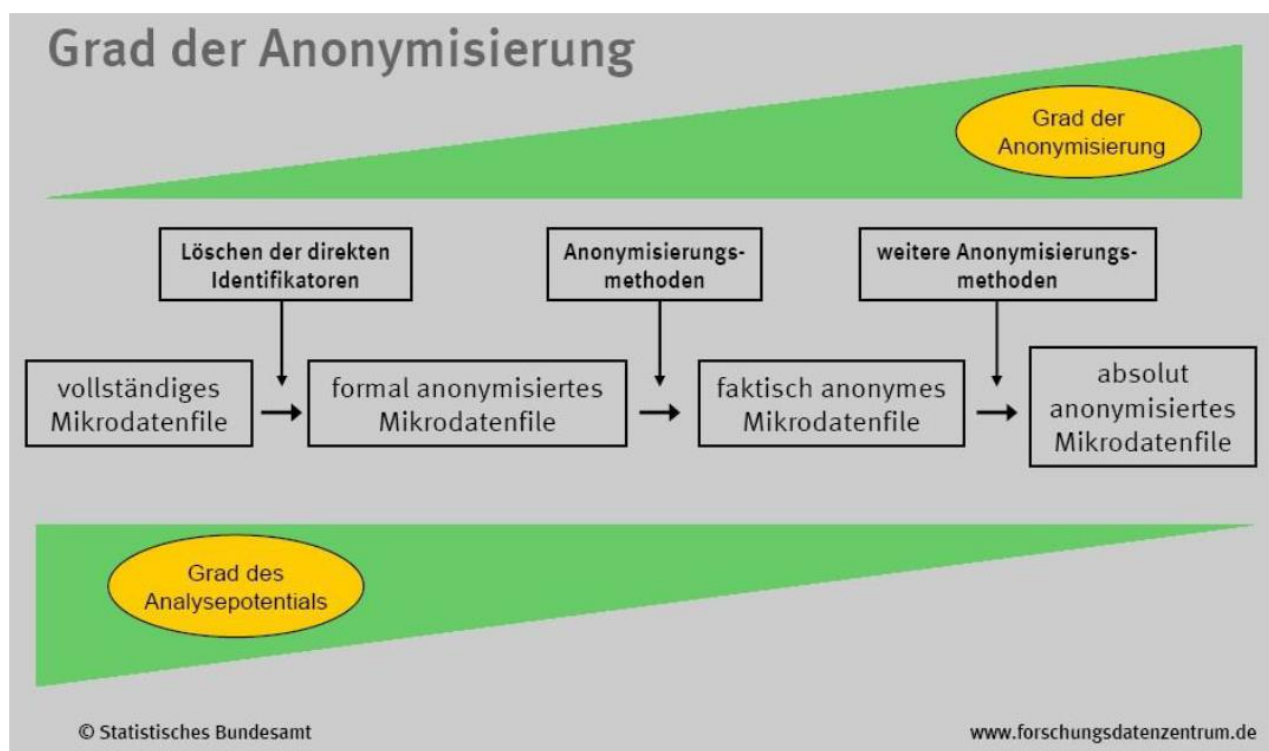 Grad der Anonymisierung
Grad der
Anonymisierung
Löschen der direkten
Identifikatoren
Anonymisierungs-
methoden
weitere Anonymisierungs-
methoden
vollständiges
Mikrodatenfile
formal anonymisiertes
Mikrodatenfile
faktisch anonymes
Mikrodatenfile
absolut
anonymisiertes
Mikrodatenfile
Grad des
Analysepotentials
© Statistisches Bundesamt
www.forschungsdatenzentrum.de